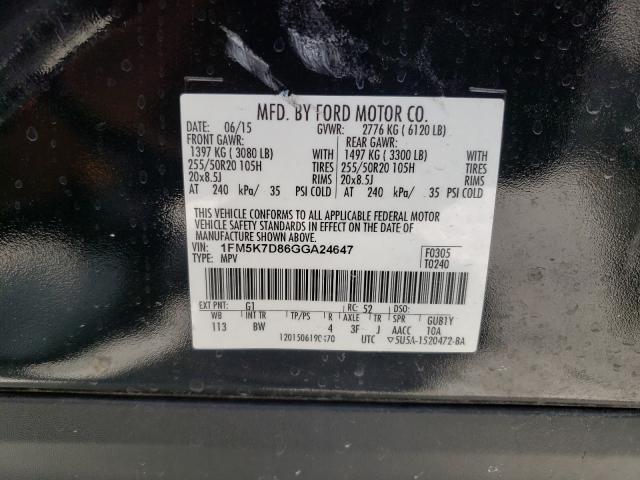 MFD. BY FORD MOTOR CO.
DATE: 06/15 GVWR: 2776 KG ( 6120 LB)
FRONT GAWR: REAR GAWR:
1397 KG ( 3080 LB) WITH 1497 KG ( 3300 LB) WITH
255/50R20 105H TIRES 255/50R20 105H TIRES
20x8.5J RIMS 20x8.5J RIMS
AT 240 kPa/ 35 PSI COLD AT 240 kPa/ 35 PSI COLD
THIS VEHICLE CONFORMS TO ALL APPLICABLE FEDERAL MOTOR
VEHICLE SAFETY STANDARDS IN EFFECT ON THE DATE OF
MANUFACTURE SHOWN ABOVE.
VIN: 1FM5K7D86GGA24647 F0305
TYPE: MPV T0240
EXT PNT: G1 RC: 52 DSO:
WB INT TR TP/PS R AXLE TR SPR GUB1Y
113 BW 4 3F J AACC 10A
UTC 5U5A-1520472-BA